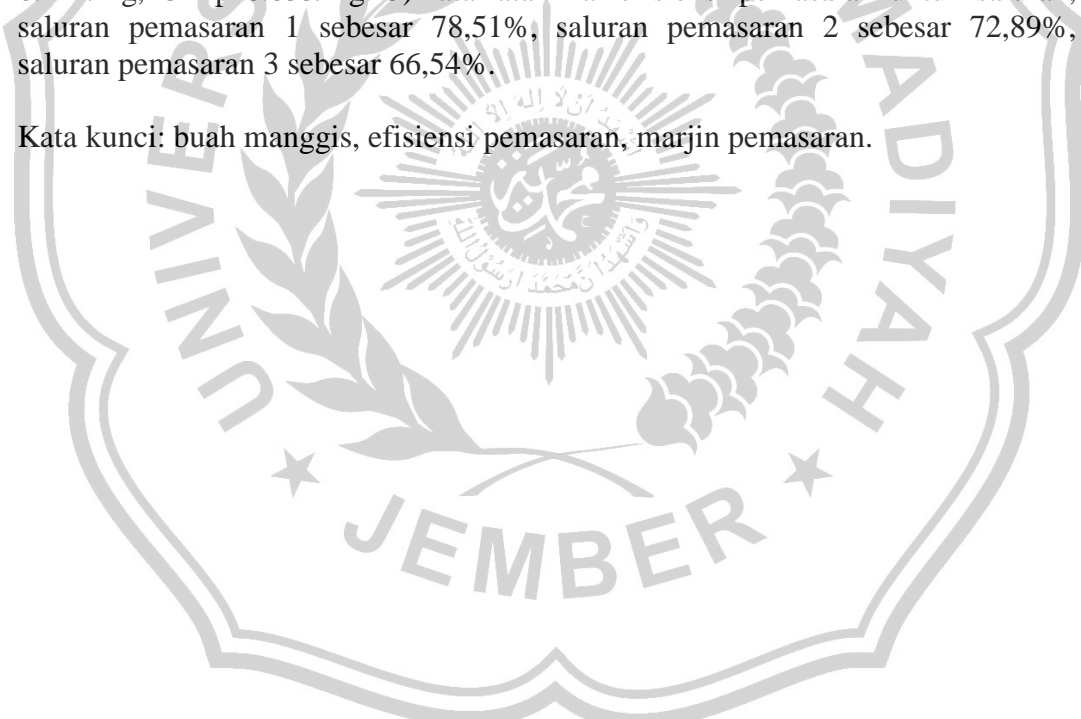 saluran pemasaran 1 sebesar 78,51%, saluran pemasaran 2 sebesar 72,89%,
saluran pemasaran 3 sebesar 66,54%.
Kata kunci: buah manggis, efisiensi pemasaran, marjin pemasaran.
JEMBER